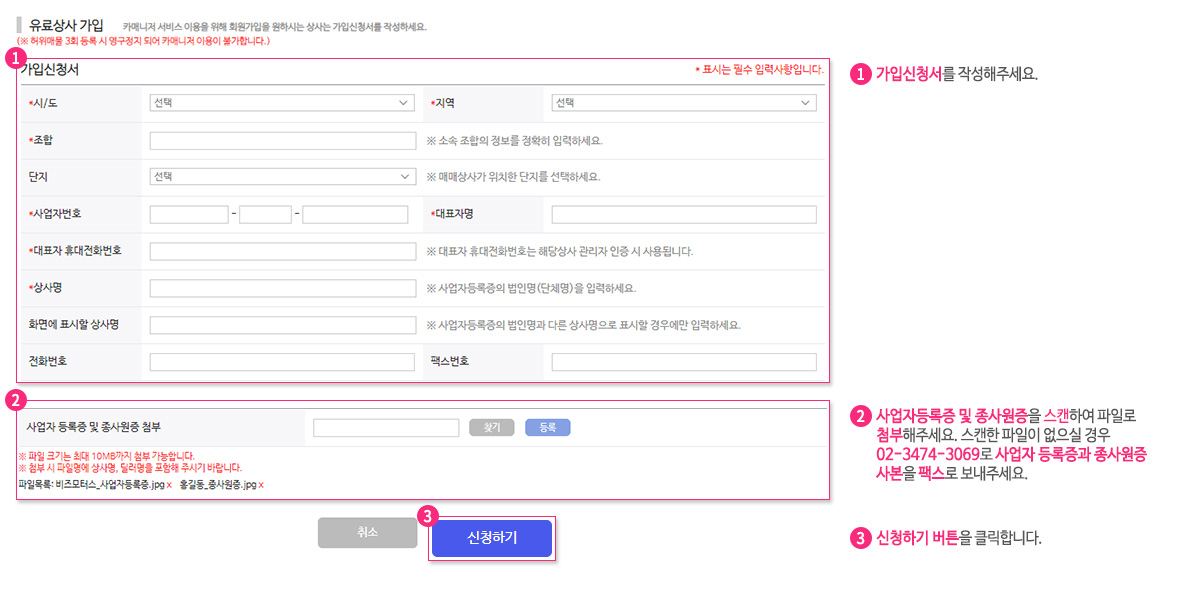 유료상사 가입 카매니저 서비스 이용을 위해 회원가입을 원하시는 상사는 가입신청서를 작성하세요.
(※ 허위매물 3회 등록 시 영구정지 되어 카매니저 이용이 불가합니다.)
1
가입신청서 * 표시는 필수 입력사항입니다.
*시/도 선택 *지역 선택
*조합 ※ 소속 조합의 정보를 정확히 입력하세요.
단지 선택 ※ 매매상사가 위치한 단지를 선택하세요.
*사업자번호 - - *대표자명
*대표자 휴대전화번호 ※ 대표자 휴대전화번호는 해당상사 관리자 인증 시 사용됩니다.
*상사명 ※ 사업자등록증의 법인명(단체명)을 입력하세요.
화면에 표시할 상사명 ※ 사업자등록증의 법인명과 다른 상사명으로 표시할 경우에만 입력하세요.
전화번호 팩스번호
2
사업자 등록증 및 종사원증 첨부 찾기 등록
※ 파일 크기는 최대 10MB까지 첨부 가능합니다.
※ 첨부 시 파일명에 상사명, 딜러명을 포함해 주시기 바랍니다.
파일목록: 비즈모터스_사업자등록증.jpg x 홍길동_종사원증.jpg x
취소
3
신청하기
1 가입신청서를 작성해주세요.
2 사업자등록증 및 종사원증을 스캔하여 파일로
첨부해주세요. 스캔한 파일이 없으실 경우
02-3474-3069로 사업자 등록증과 종사원증
사본을 팩스로 보내주세요.
3 신청하기 버튼을 클릭합니다.